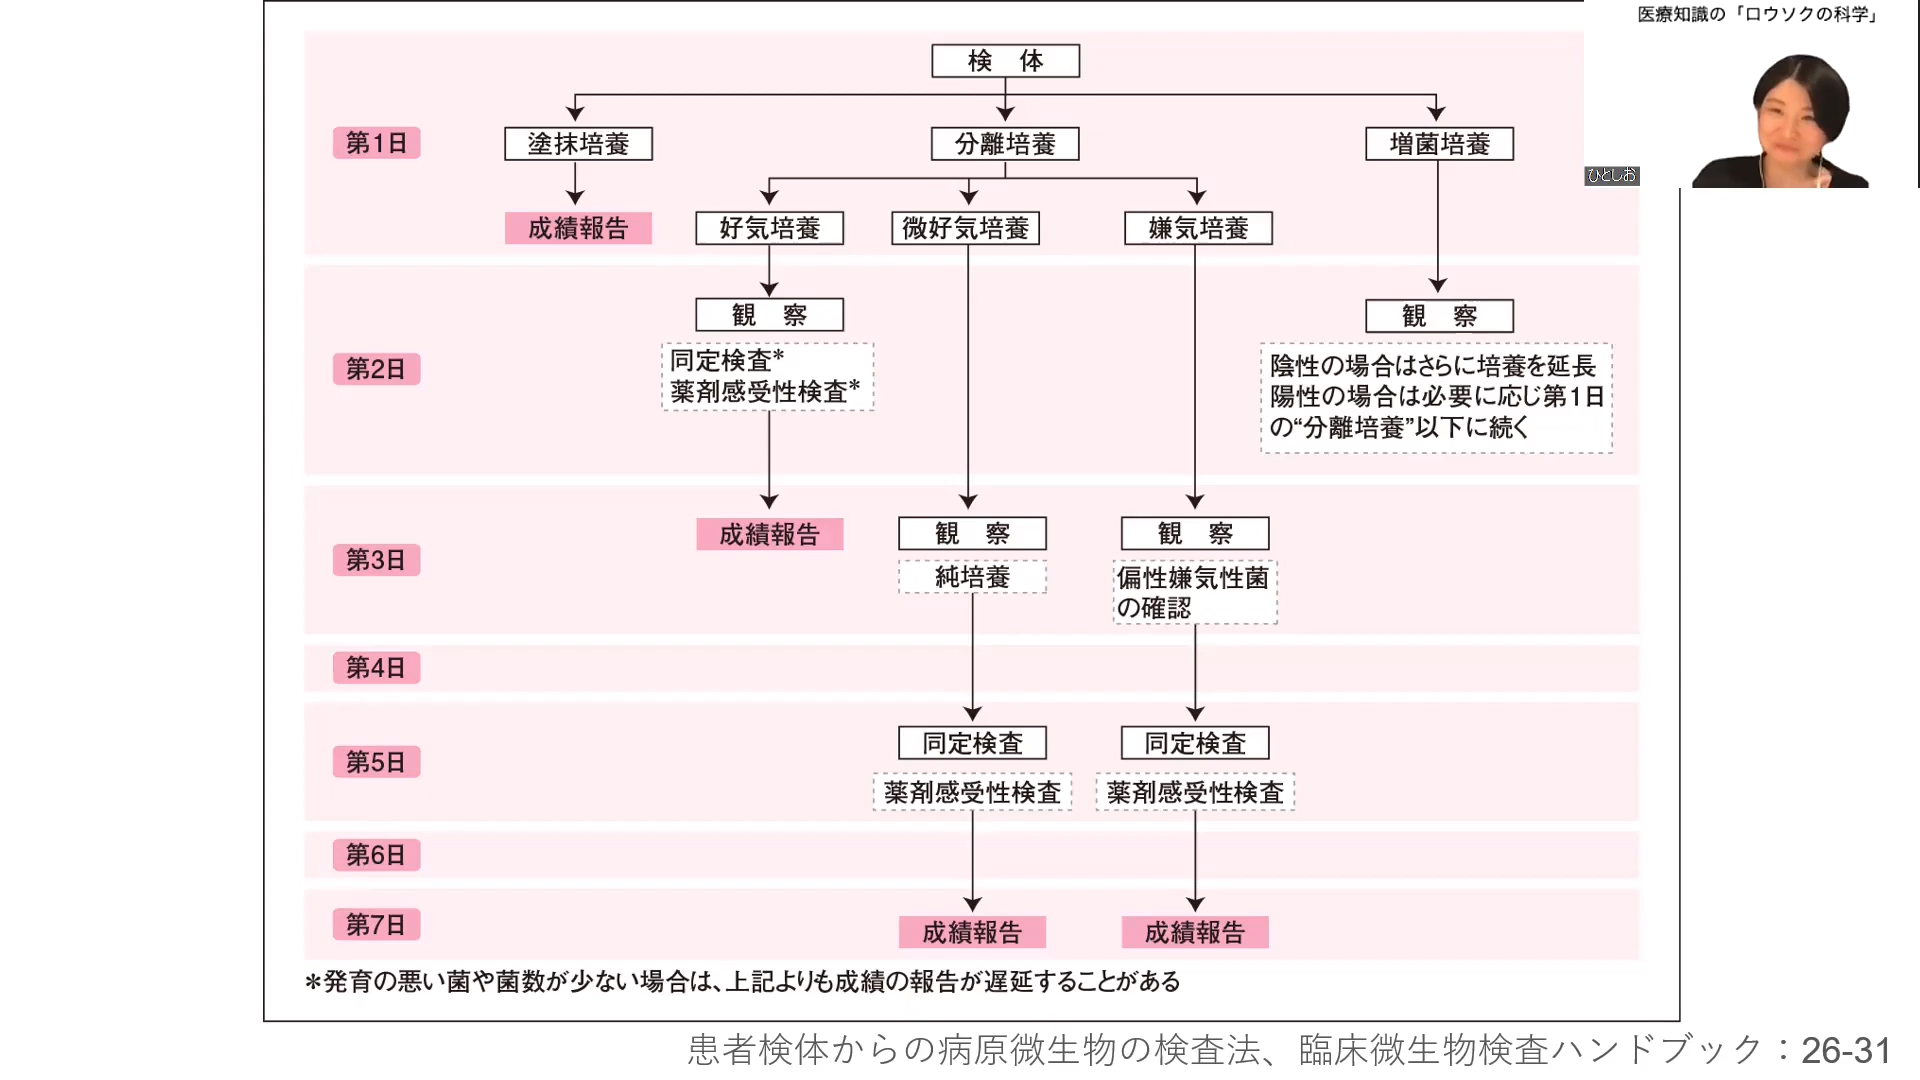 医療知識の「ロウソクの科学」
ひとしお
検 体
第1日
塗抹培養
分離培養
増菌培養
成績報告
好気培養
微好気培養
嫌気培養
第2日
観 察
同定検査*
薬剤感受性検査*
観 察
陰性の場合はさらに培養を延長
陽性の場合は必要に応じ第1日
の“分離培養”以下に続く
第3日
成績報告
観 察
純培養
観 察
偏性嫌気性菌
の確認
第4日
第5日
同定検査
同定検査
薬剤感受性検査
薬剤感受性検査
第6日
第7日
成績報告
成績報告
*発育の悪い菌や菌数が少ない場合は、上記よりも成績の報告が遅延することがある
患者検体からの病原微生物の検査法、臨床微生物検査ハンドブック：26-31